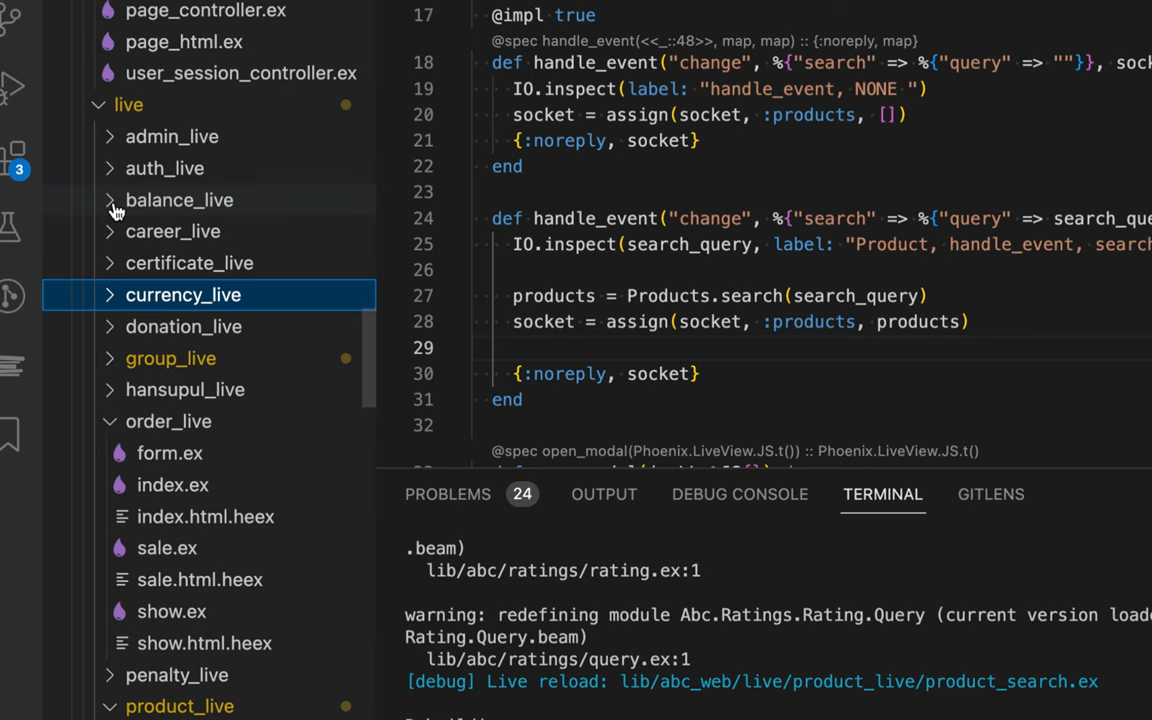 page_controller.ex
page_html.ex
user_session_controller.ex
live
admin_live
auth_live
balance_live
career_live
certificate_live
currency_live
donation_live
group_live
hansupul_live
order_live
form.ex
index.ex
index.html.heex
sale.ex
sale.html.heex
show.ex
show.html.heex
penalty_live
product_live
3
17 @impl true
@spec handle_event(<<_::48>>, map, map) :: {:noreply, map}
18 def handle_event("change", %{"search" => %{"query" => ""}}, sock
19 IO.inspect(label: "handle_event, NONE ")
20 socket = assign(socket, :products, [])
21 {:noreply, socket}
22 end
23
24 def handle_event("change", %{"search" => %{"query" => search_que
25 IO.inspect(search_query, label: "Product, handle_event, search
26
27 products = Products.search(search_query)
28 socket = assign(socket, :products, products)
29
30 {:noreply, socket}
31 end
32
@spec open_modal(Phoenix.LiveView.JS.t()) :: Phoenix.LiveView.JS.t()
PROBLEMS 24 OUTPUT DEBUG CONSOLE TERMINAL GITLENS
.beam)
lib/abc/ratings/rating.ex:1
warning: redefining module Abc.Ratings.Rating.Query (current version load
Rating.Query.beam)
lib/abc/ratings/query.ex:1
[debug] Live reload: lib/abc_web/live/product_live/product_search.ex